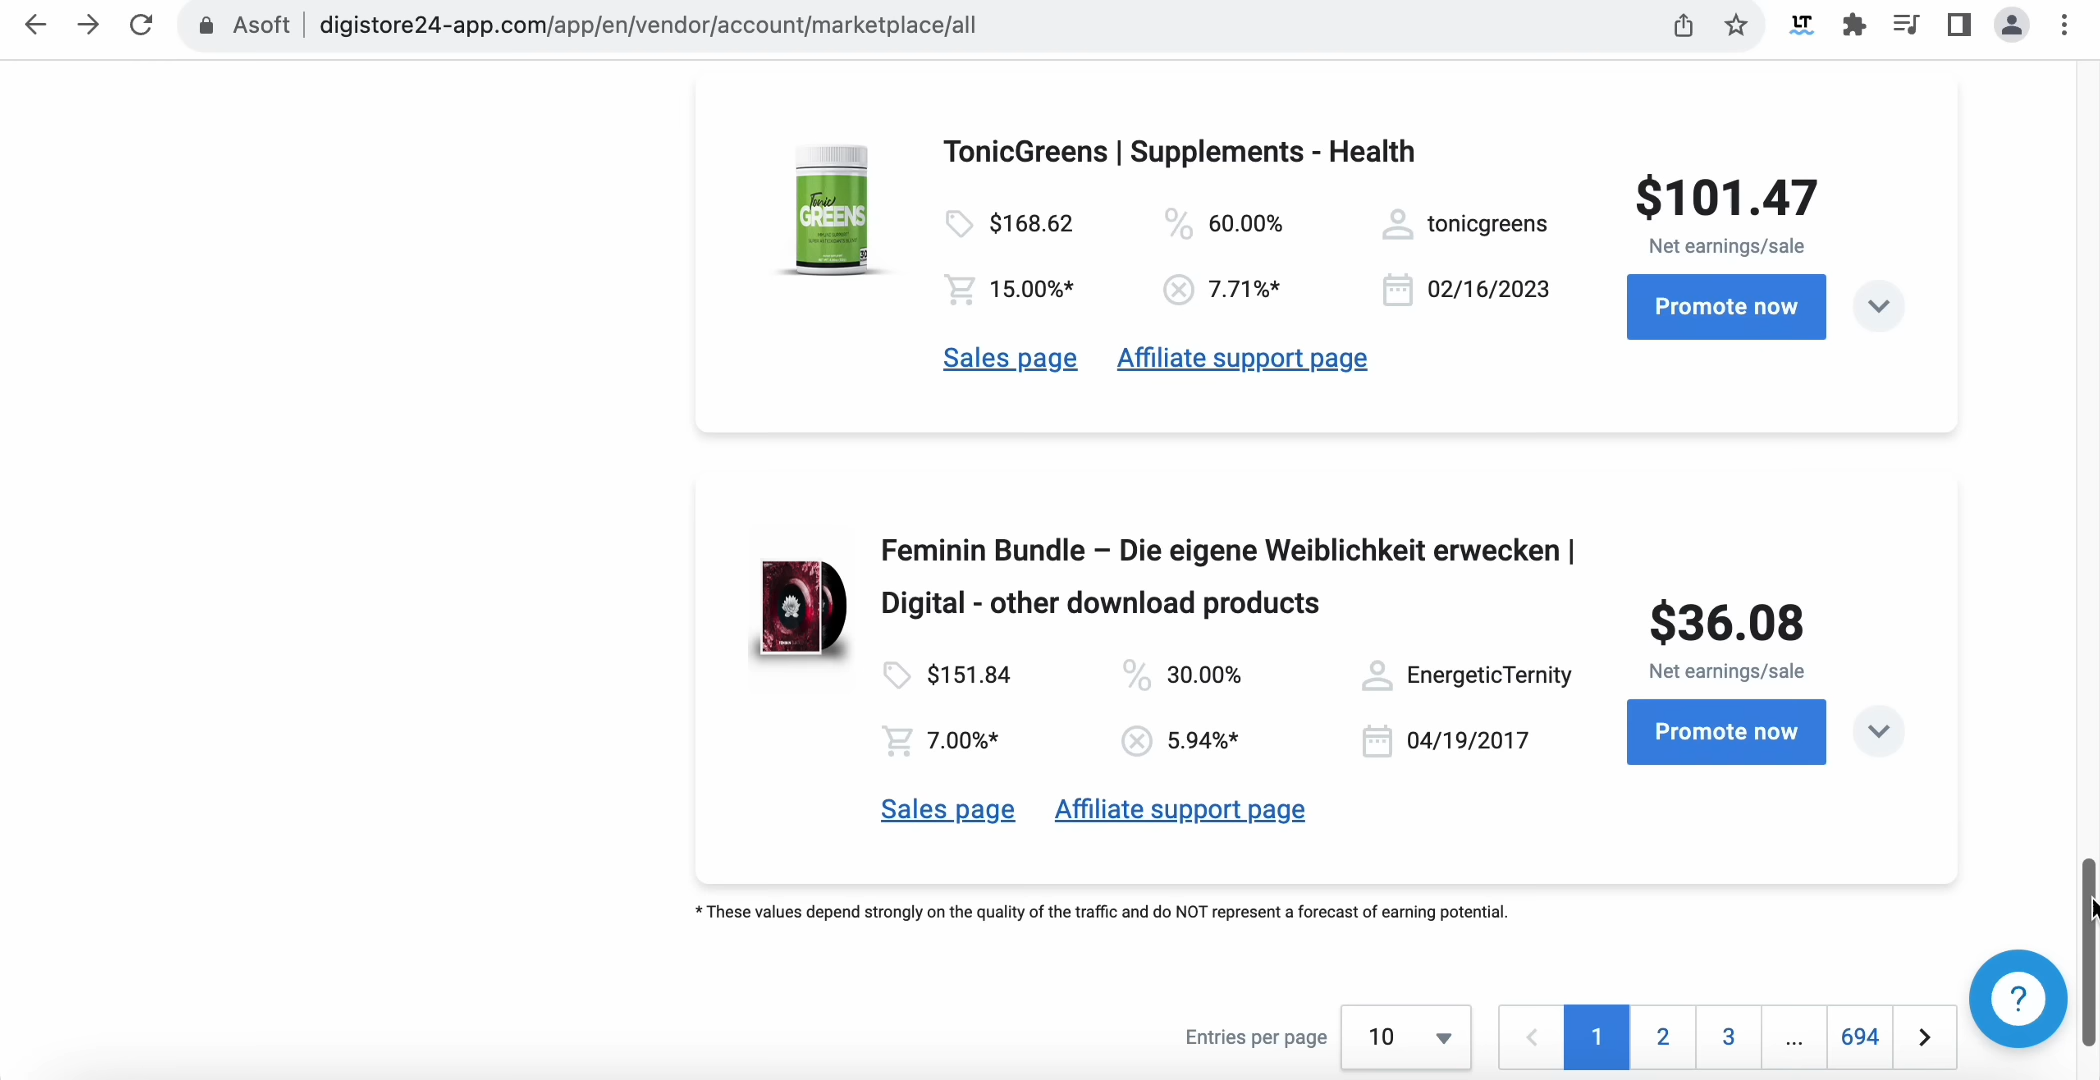 Asoft digistore24-app.com/app/en/vendor/account/marketplace/all
LT
TonicGreens | Supplements - Health
$168.62 60.00% tonicgreens
15.00%* 7.71%* 02/16/2023
Sales page Affiliate support page
$101.47
Net earnings/sale
Promote now
Tonic
GREENS
Feminin Bundle – Die eigene Weiblichkeit erwecken |
Digital - other download products
$151.84 30.00% EnergeticTernity
7.00%* 5.94%* 04/19/2017
Sales page Affiliate support page
$36.08
Net earnings/sale
Promote now
* These values depend strongly on the quality of the traffic and do NOT represent a forecast of earning potential.
Entries per page 10 1 2 3 ... 694
?